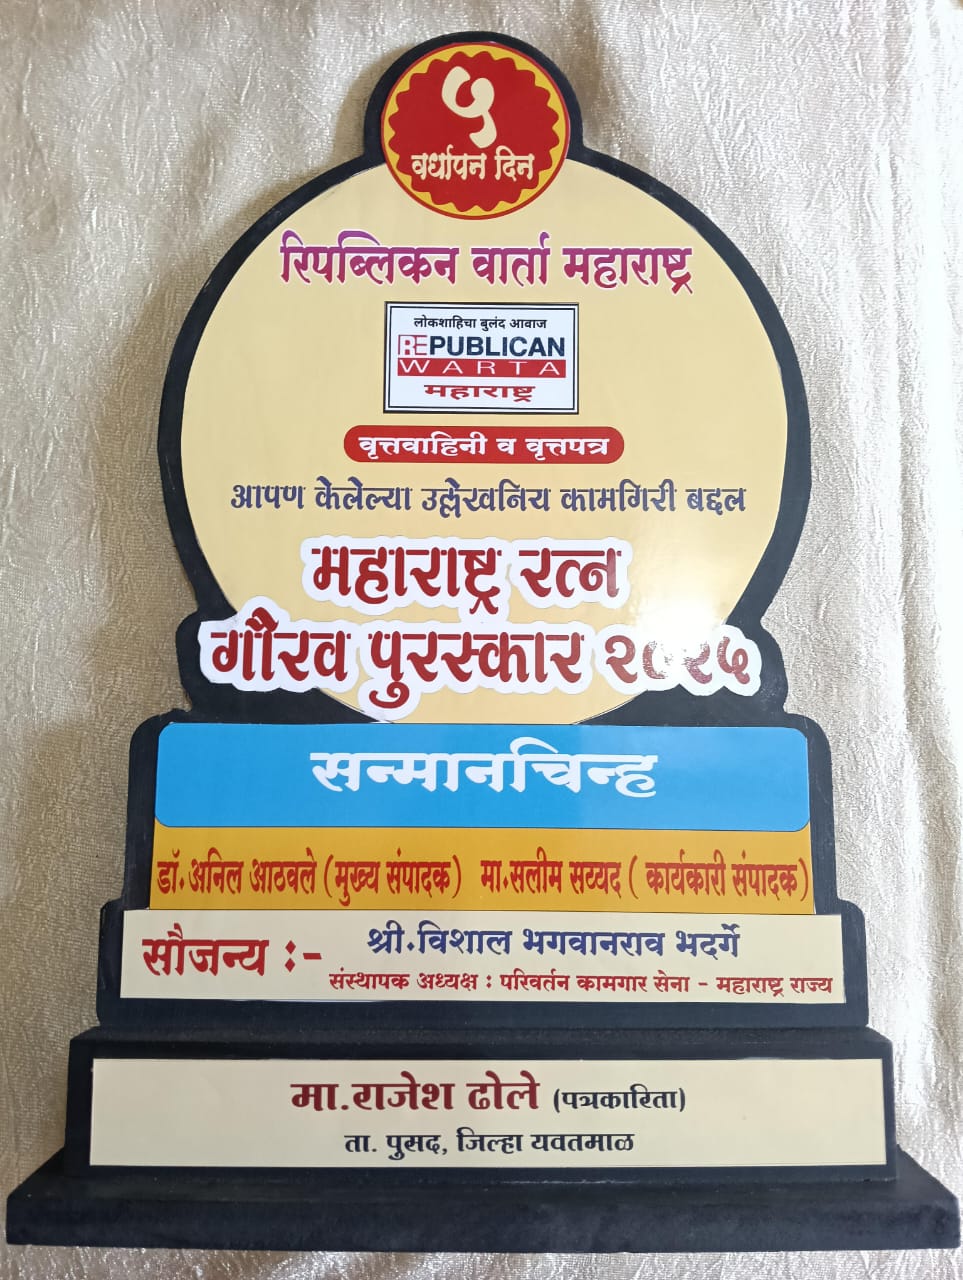 ५
वर्धापन दिन
रिपब्लिकन वार्ता महाराष्ट्र
लोकशाहिचा बुलंद आवाज
REPUBLICAN
WARTA
महाराष्ट्र
वृत्तवाहिनी व वृत्तपत्र
आपण केलेल्या उल्लेखनिय कामगिरी बद्दल
महाराष्ट्र रत्न
गौरव पुरस्कार २०२५
सन्मानचिन्ह
डॉ.अनिल आठवले (मुख्य संपादक) मा.सलीम सय्यद ( कार्यकारी संपादक)
सौजन्य :- श्री.विशाल भगवानराव भदर्गे
संस्थापक अध्यक्ष : परिवर्तन कामगार सेना - महाराष्ट्र राज्य
मा.राजेश ढोले (पत्रकारिता)
ता. पुसद, जिल्हा यवतमाळ